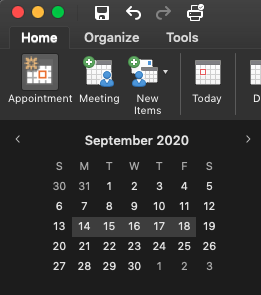 Home Organize Tools
Appointment Meeting New Items Today D
September 2020
S M T W T F S
30 31 1 2 3 4 5
6 7 8 9 10 11 12
13 14 15 16 17 18 19
20 21 22 23 24 25 26
27 28 29 30 1 2 3